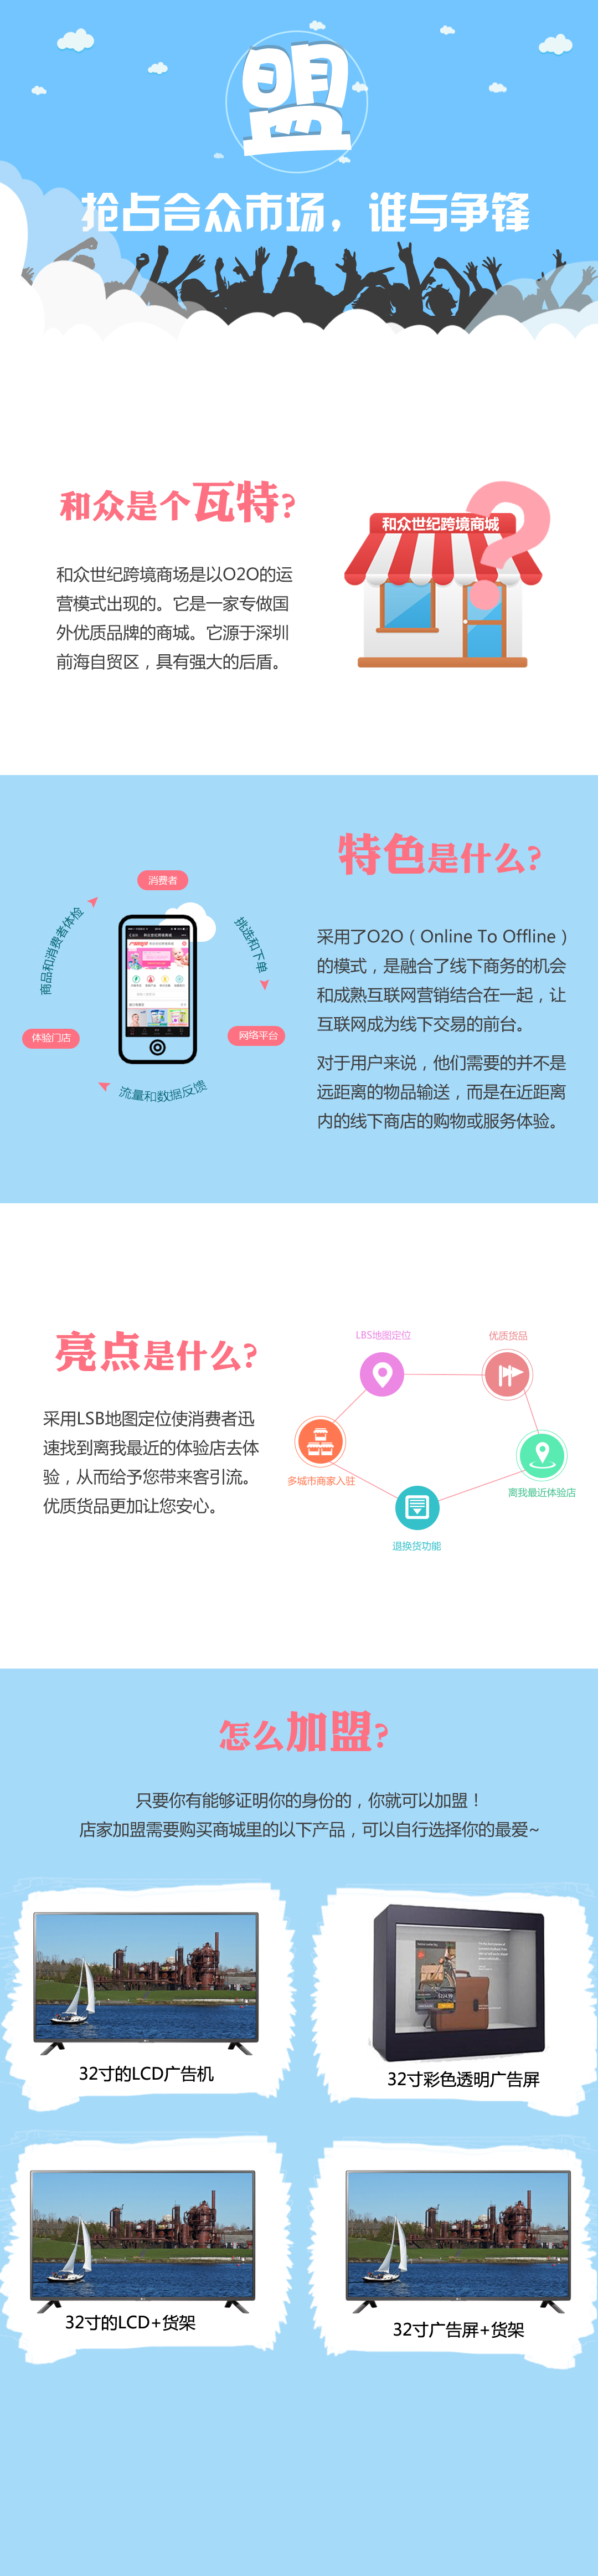 盟
抢占合众市场，谁与争锋
和众是个瓦特?
和众世纪跨境商城
和众世纪跨境商场是以O2O的运
营模式出现的。它是一家专做国
外优质品牌的商城。它源于深圳
前海自贸区，具有强大的后盾。
特色是什么?
消费者
商品和消费者体检
挑选和下单
体验门店
网络平台
流量和数据反馈
采用了O2O（Online To Offline）
的模式，是融合了线下商务的机会
和成熟互联网营销结合在一起，让
互联网成为线下交易的前台。
对于用户来说，他们需要的并不是
远距离的物品输送，而是在近距离
内的线下商店的购物或服务体验。
亮点是什么?
采用LSB地图定位使消费者迅
速找到离我最近的体验店去体
验，从而给予您带来客引流。
优质货品更加让您安心。
LBS地图定位
优质货品
多城市商家入驻
离我最近体验店
退换货功能
怎么加盟?
只要你有能够证明你的身份的，你就可以加盟！
店家加盟需要购买商城里的以下产品，可以自行选择你的最爱~
32寸的LCD广告机
32寸彩色透明广告屏
32寸的LCD+货架
32寸广告屏+货架